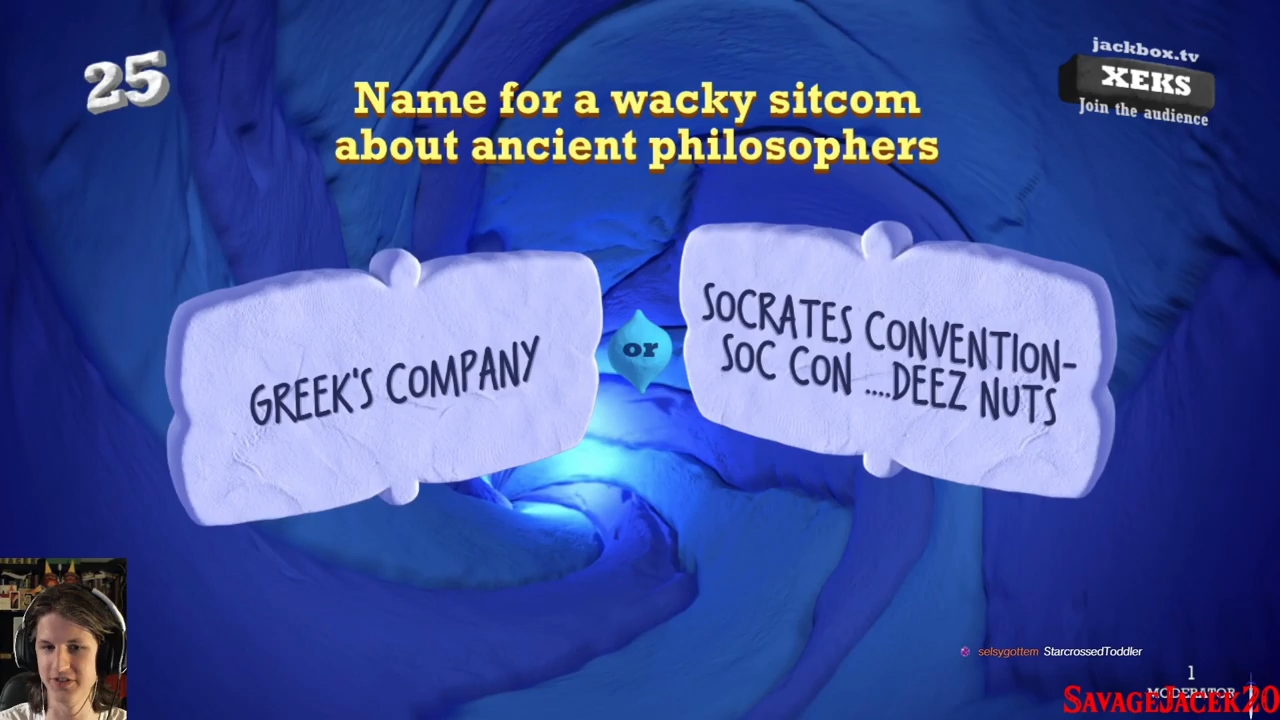 25
Name for a wacky sitcom
about ancient philosophers
jackbox.tv
XEKS
Join the audience
GREEK'S COMPANY
or
SOCRATES CONVENTION-
SOC CON ....DEEZ NUTS
selsygottem StarcrossedToddler
1
MODERATOR
SAVAGEJACEK20